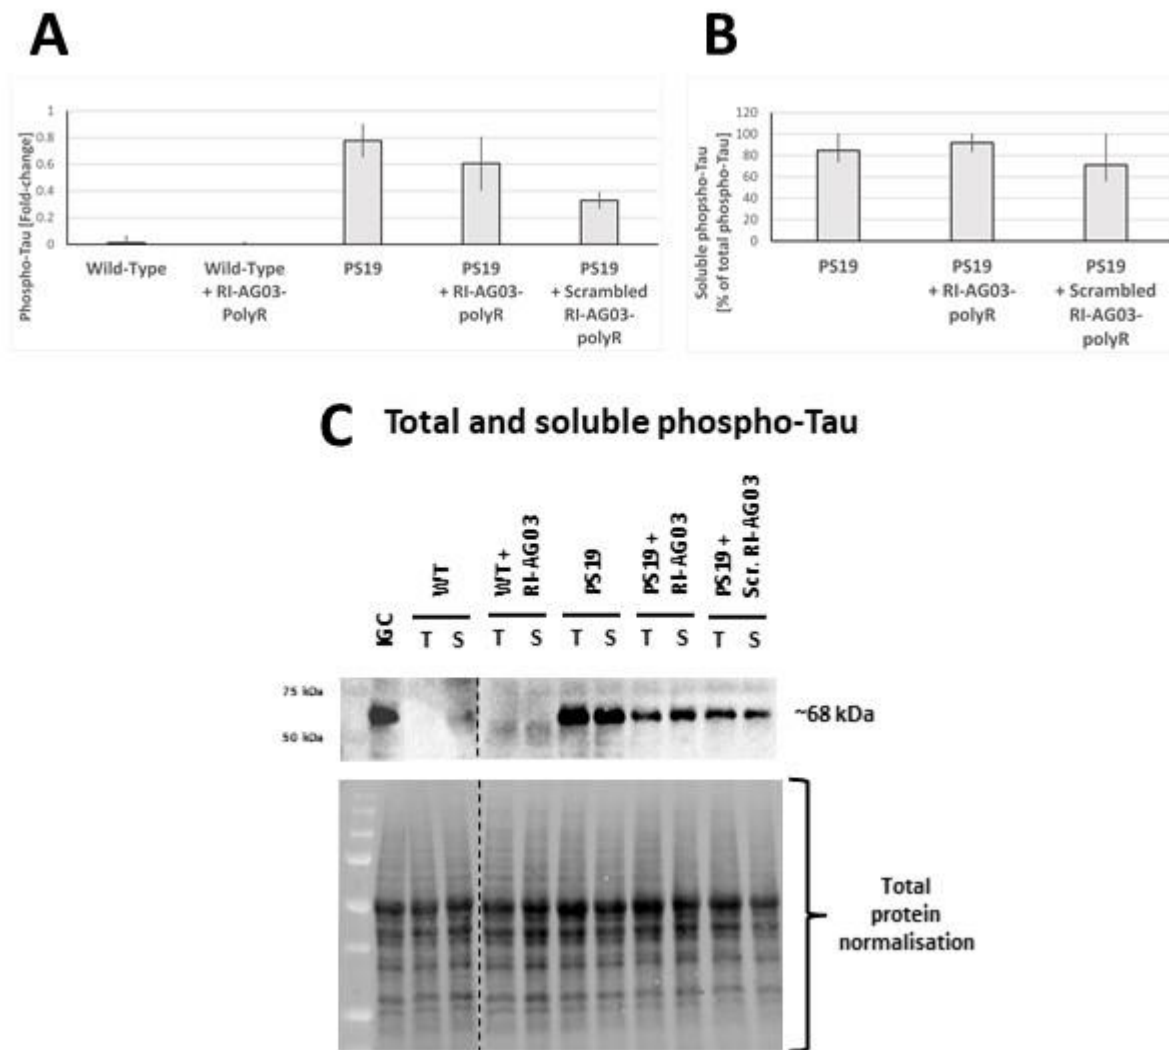 A
Phospho-Tau [Fold-change]
1
0.8
0.6
0.4
0.2
0
Wild-Type
Wild-Type
+ RI-AG03-
PolyR
PS19
PS19
+ RI-AG03-
polyR
PS19
+ Scrambled
RI-AG03-
polyR
B
Soluble phopsho-Tau
[% of total phospho-Tau]
120
100
80
60
40
20
0
PS19
PS19
+ RI-AG03-
polyR
PS19
+ Scrambled
RI-AG03-
polyR
C Total and soluble phospho-Tau
IGC
WT
WT +
RI-AG03
PS19
PS19 +
RI-AG03
PS19 +
Scr. RI-AG03
T S T S T S T S T S
75 kDa
50 kDa
~68 kDa
Total
protein
normalisation